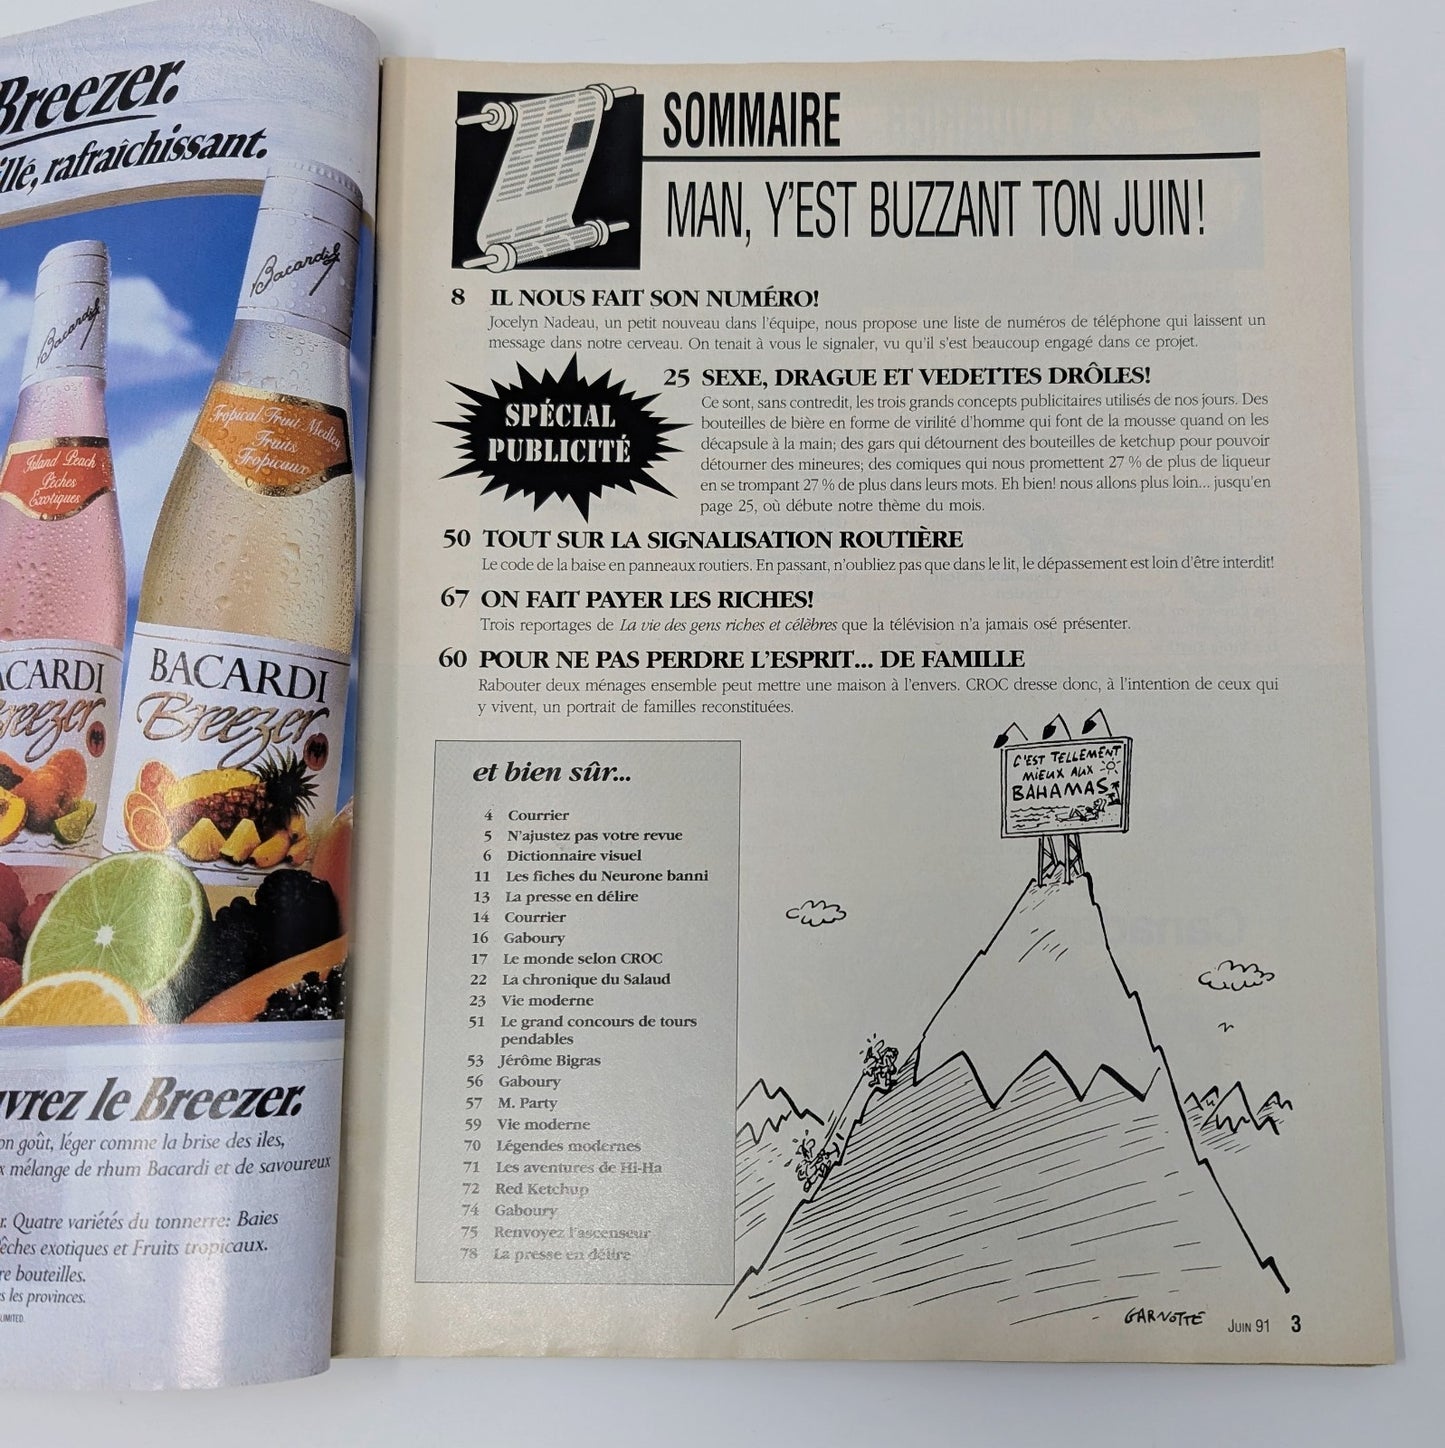 Breezer.
rafraîchissant.
Bacardi
Bacardi
Tropical Fruit Medley
Fruits
Tropicaux
Island Peach
Pêches
Exotiques
BACARDI
Breezer
Breezer
Breezer.
on goût, léger comme la brise des iles,
mélange de rhum Bacardi et de savoureux
Quatre variétés du tonnerre: Baies
exotiques et Fruits tropicaux.
bouteilles.
les provinces.
LIMITED.
SOMMAIRE
MAN, Y'EST BUZZANT TON JUIN!
8 IL NOUS FAIT SON NUMÉRO!
Jocelyn Nadeau, un petit nouveau dans l'équipe, nous propose une liste de numéros de téléphone qui laissent un
message dans notre cerveau. On tenait à vous le signaler, vu qu'il s'est beaucoup engagé dans ce projet.
SPÉCIAL
PUBLICITÉ
25 SEXE, DRAGUE ET VEDETTES DRÔLES!
Ce sont, sans contredit, les trois grands concepts publicitaires utilisés de nos jours. Des
bouteilles de bière en forme de virilité d'homme qui font de la mousse quand on les
décapsule à la main; des gars qui détournent des bouteilles de ketchup pour pouvoir
détourner des mineures; des comiques qui nous promettent 27 % de plus de liqueur
en se trompant 27 % de plus dans leurs mots. Eh bien! nous allons plus loin... jusqu'en
page 25, où débute notre thème du mois.
50 TOUT SUR LA SIGNALISATION ROUTIÈRE
Le code de la baise en panneaux routiers. En passant, n'oubliez pas que dans le lit, le dépassement est loin d'être interdit!
67 ON FAIT PAYER LES RICHES!
Trois reportages de La vie des gens riches et célèbres que la télévision n'a jamais osé présenter.
60 POUR NE PAS PERDRE L'ESPRIT... DE FAMILLE
Rabouter deux ménages ensemble peut mettre une maison à l'envers. CROC dresse donc, à l'intention de ceux qui
y vivent, un portrait de familles reconstituées.
et bien sûr...
4 Courrier
5 N'ajustez pas votre revue
6 Dictionnaire visuel
11 Les fiches du Neurone banni
13 La presse en délire
14 Courrier
16 Gaboury
17 Le monde selon CROC
22 La chronique du Salaud
23 Vie moderne
51 Le grand concours de tours
pendables
53 Jérôme Bigras
56 Gaboury
57 M. Party
59 Vie moderne
70 Légendes modernes
71 Les aventures de Hi-Ha
72 Red Ketchup
74 Gaboury
75 Renvoyez l'ascenseur
78 La presse en délire
C'EST TELLEMENT
MIEUX AUX
BAHAMAS
GARNOTTE
JUIN 91 3